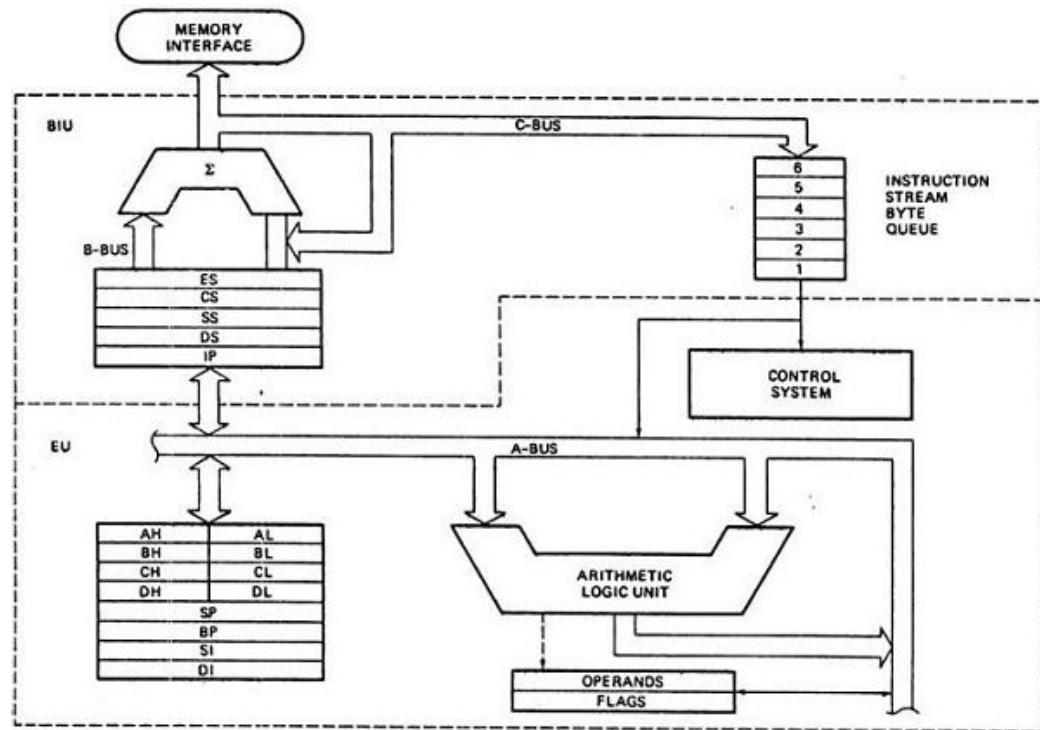 MEMORY
INTERFACE
BIU
C-BUS
Σ
6
5
4
3
2
1
INSTRUCTION
STREAM
BYTE
QUEUE
B-BUS
ES
CS
SS
DS
IP
CONTROL
SYSTEM
EU
A-BUS
AH AL
BH BL
CH CL
DH DL
SP
BP
SI
DI
ARITHMETIC
LOGIC UNIT
OPERANDS
FLAGS